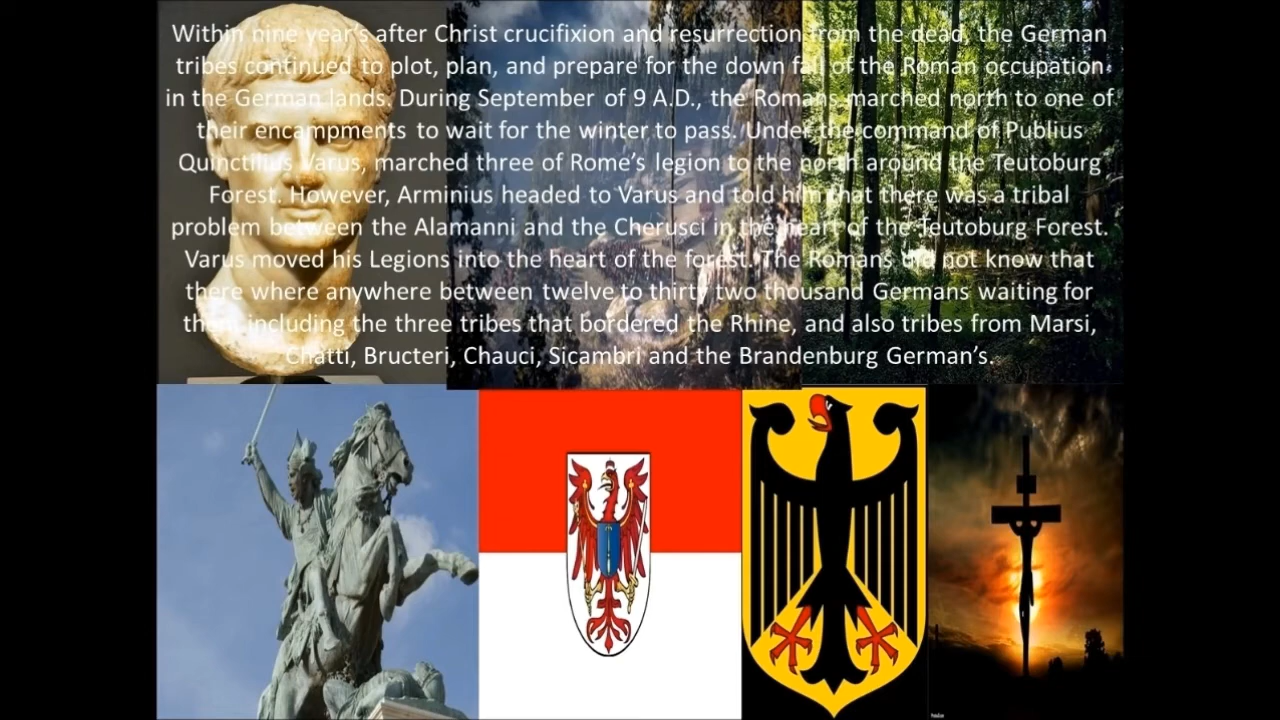 Within nine year's after Christ crucifixion and resurrection from the dead, the German
tribes continued to plot, plan, and prepare for the down fall of the Roman occupation
in the German lands. During September of 9 A.D., the Romans marched north to one of
their encampments to wait for the winter to pass. Under the command of Publius
Quinctilius Varus, marched three of Rome's legion to the north around the Teutoburg
Forest. However, Arminius headed to Varus and told him that there was a tribal
problem between the Alamanni and the Cherusci in the heart of the Teutoburg Forest.
Varus moved his Legions into the heart of the forest. The Romans did not know that
there where anywhere between twelve to thirty two thousand Germans waiting for
them including the three tribes that bordered the Rhine, and also tribes from Marsi,
Chatti, Bructeri, Chauci, Sicambri and the Brandenburg German's.